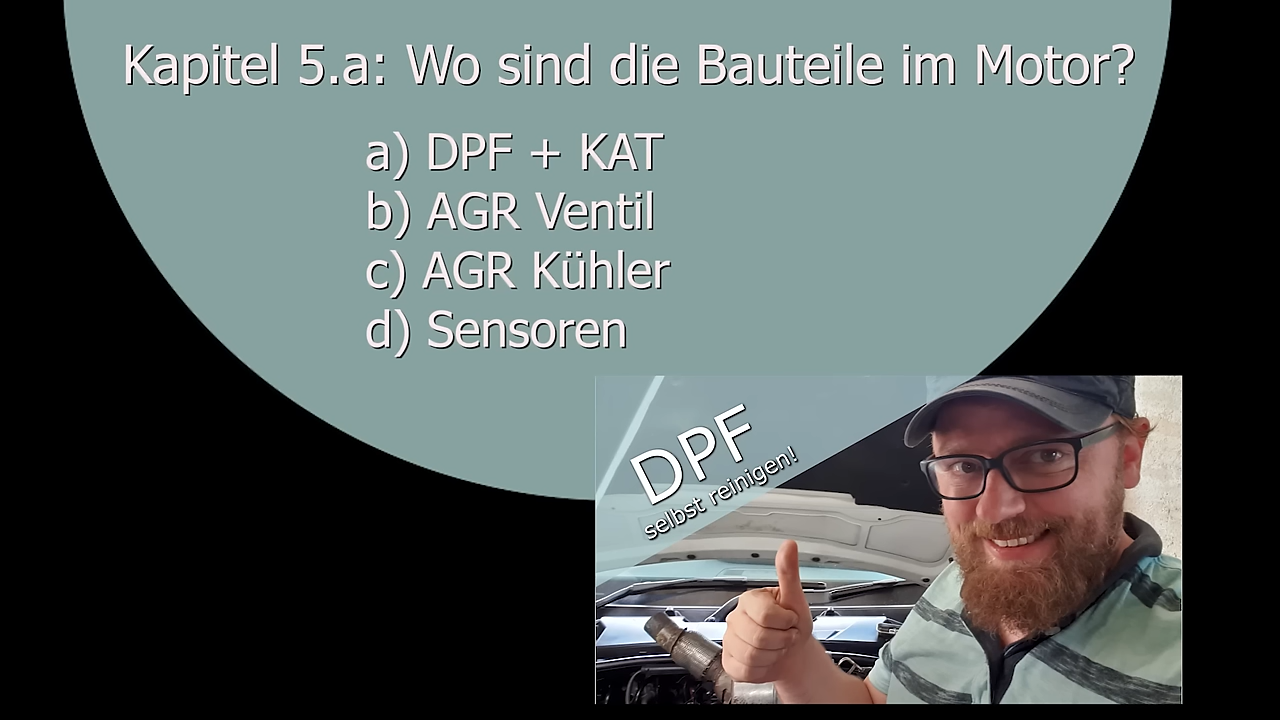 Kapitel 5.a: Wo sind die Bauteile im Motor?
a) DPF + KAT
b) AGR Ventil
c) AGR Kühler
d) Sensoren
DPF
selbst reinigen!